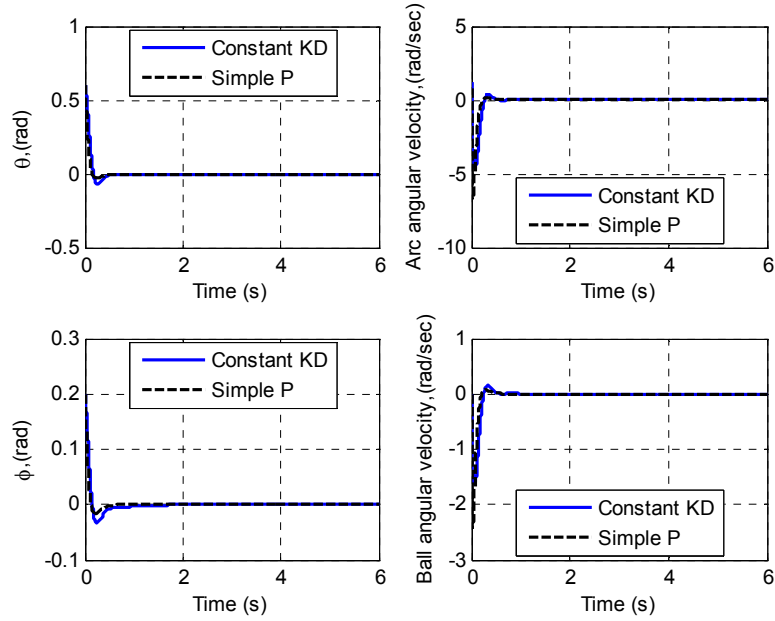 1
0.5
0
-0.5
0
2
4
6
θ,(rad)
Time (s)
Constant KD
Simple P
5
0
-5
-10
0
2
4
6
Arc angular velocity,(rad/sec)
Time (s)
Constant KD
Simple P
0.3
0.2
0.1
0
-0.1
0
2
4
6
ϕ,(rad)
Time (s)
Constant KD
Simple P
1
0
-1
-2
-3
0
2
4
6
Ball angular velocity,(rad/sec)
Time (s)
Constant KD
Simple P